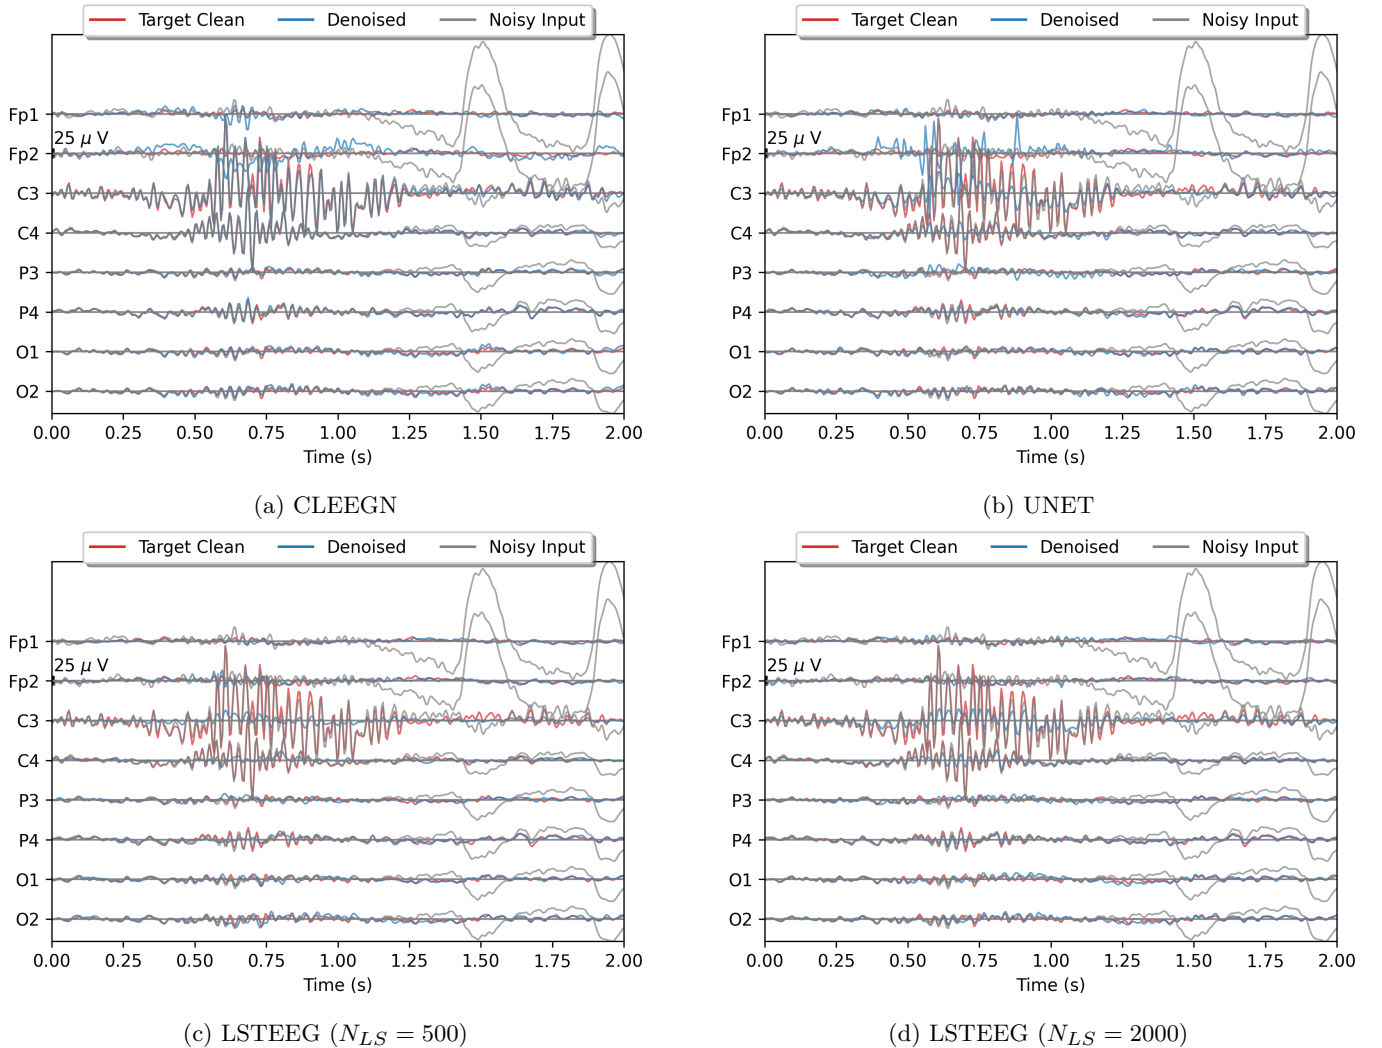 Target Clean Denoised Noisy Input
Fp1
25 μ V
Fp2
C3
C4
P3
P4
O1
O2
0.00 0.25 0.50 0.75 1.00 1.25 1.50 1.75 2.00
Time (s)
(a) CLEEGN
Target Clean Denoised Noisy Input
Fp1
25 μ V
Fp2
C3
C4
P3
P4
O1
O2
0.00 0.25 0.50 0.75 1.00 1.25 1.50 1.75 2.00
Time (s)
(b) UNET
Target Clean Denoised Noisy Input
Fp1
25 μ V
Fp2
C3
C4
P3
P4
O1
O2
0.00 0.25 0.50 0.75 1.00 1.25 1.50 1.75 2.00
Time (s)
(c) LSTEEG (N_{LS} = 500)
Target Clean Denoised Noisy Input
Fp1
25 μ V
Fp2
C3
C4
P3
P4
O1
O2
0.00 0.25 0.50 0.75 1.00 1.25 1.50 1.75 2.00
Time (s)
(d) LSTEEG (N_{LS} = 2000)